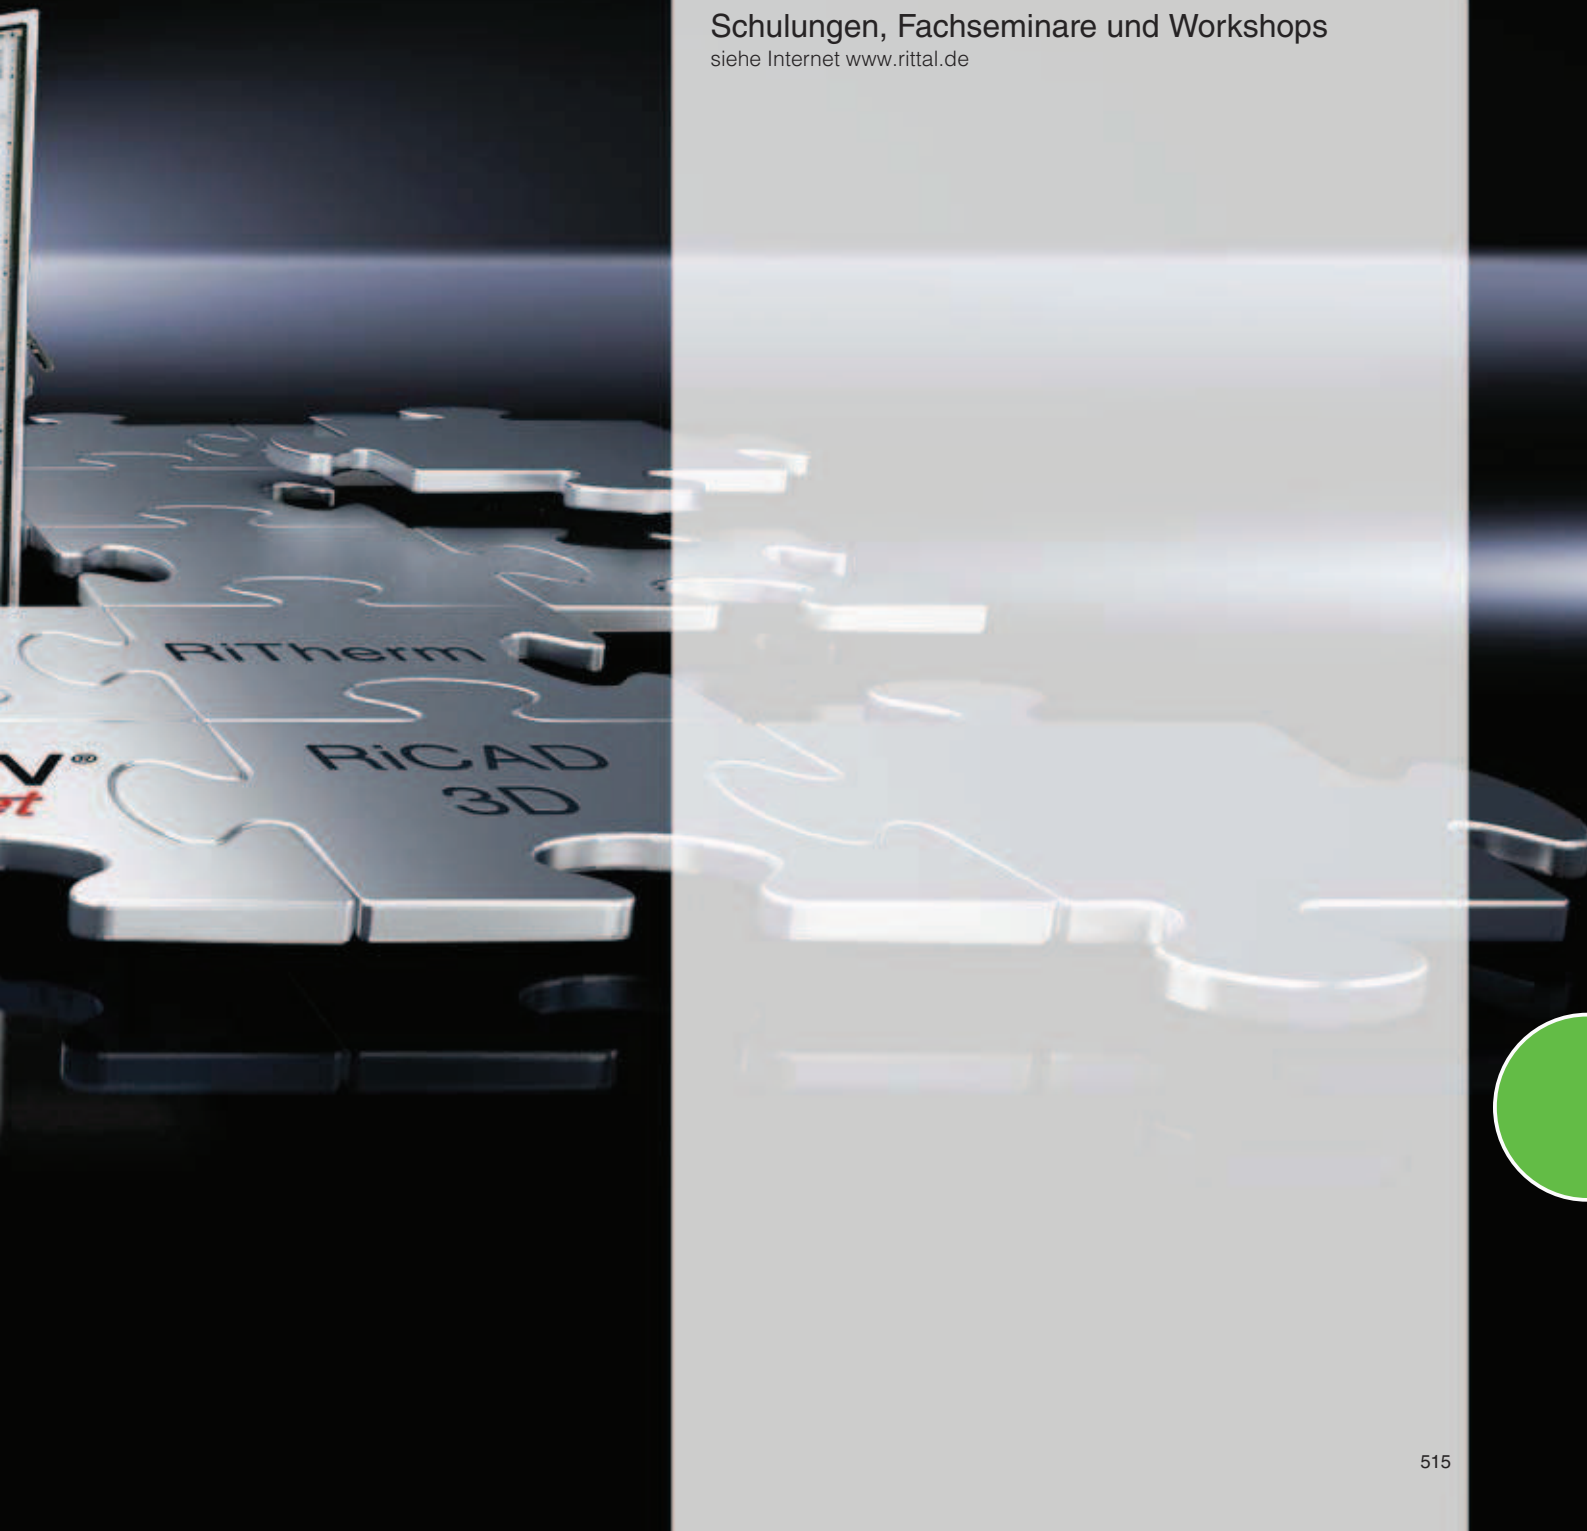 Schulungen, Fachseminare und Workshops
siehe Internet www.rittal.de
RiTherm
RiCAD
3D
515